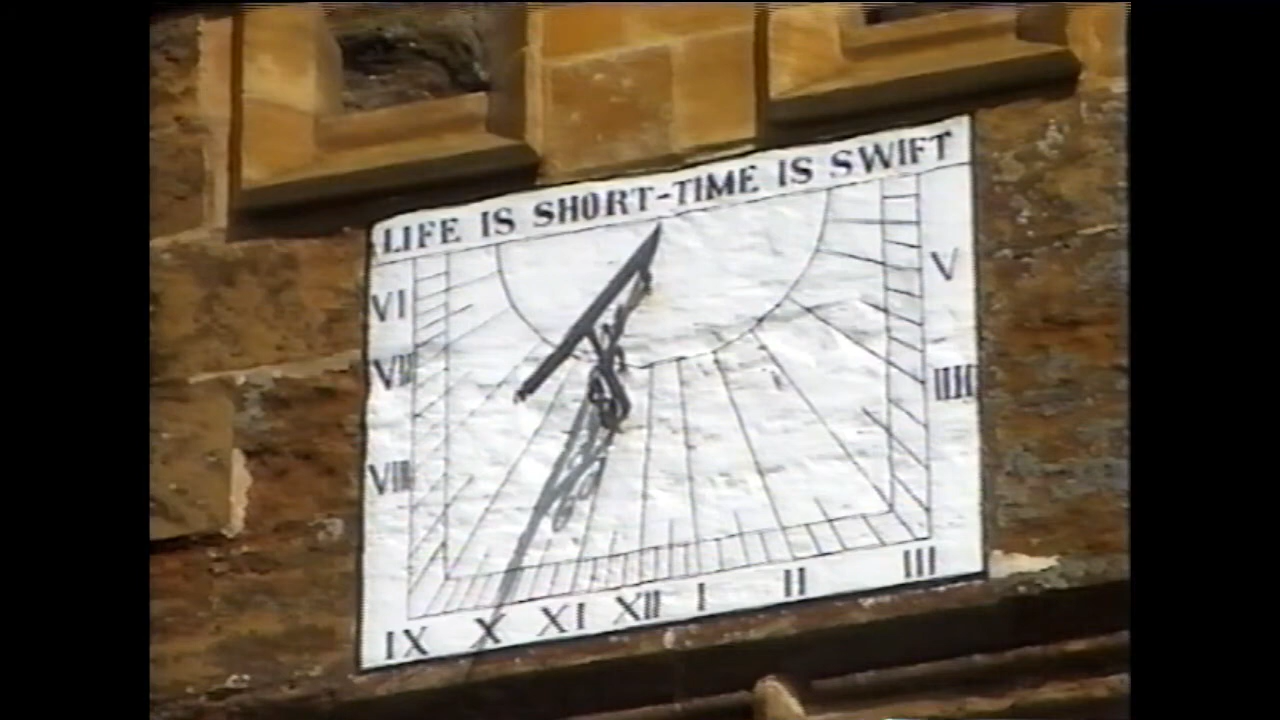 LIFE IS SHORT-TIME IS SWIFT
VI
VII
VIII
IX X XI XII I II III
IIII
V